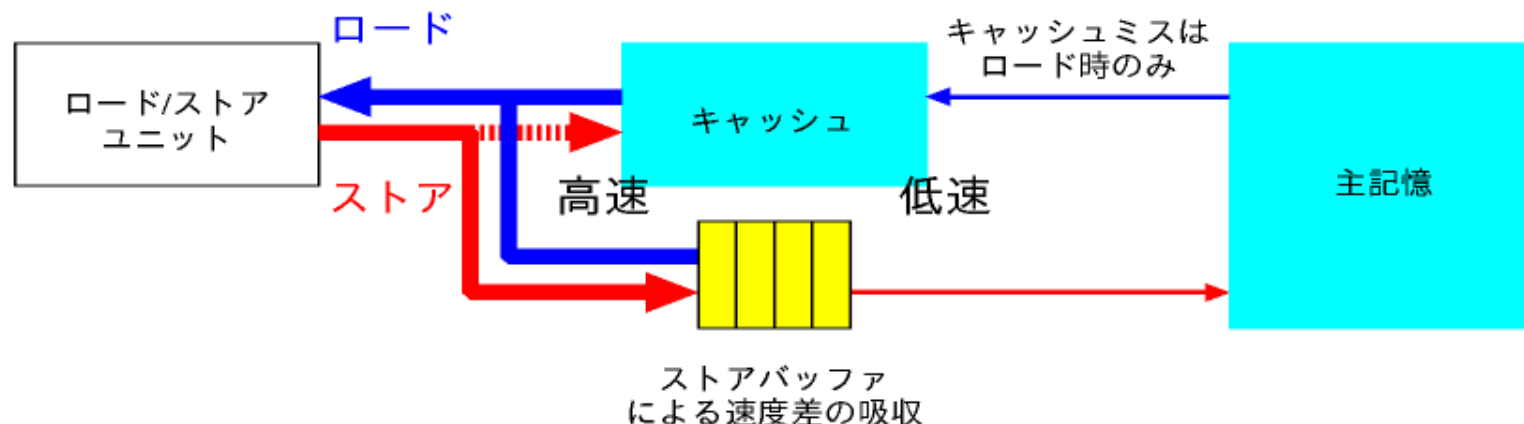 ロード
キャッシュミスは
ロード時のみ
ロード/ストア
ユニット
キャッシュ
ストア
高速
低速
主記憶
ストアバッファ
による速度差の吸収